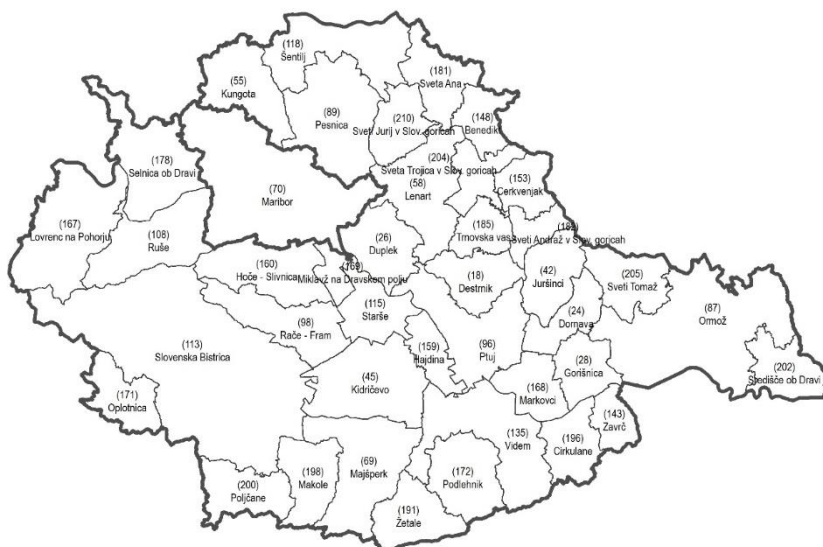 (118)
Šentilj
(55)
Kungota
(181)
Sveta Ana
(89)
Pesnica
(210)
Sveti Jurij v Slov. goricah
(148)
Benedikt
(178)
Selnica ob Dravi
(204)
Sveta Trojica v Slov. goricah
(153)
Cerkvenjak
(70)
Maribor
(58)
Lenart
(167)
Lovrenc na Pohorju
(108)
Ruše
(26)
Duplek
(185)
Trnovska vas
(182)
Sveti Andraž v Slov. goricah
(160)
Hoče - Slivnica
(169)
Miklavž na Dravskem polju
(18)
Destrnik
(42)
Juršinci
(205)
Sveti Tomaž
(87)
Ormož
(115)
Starše
(24)
Dornava
(98)
Rače - Fram
(113)
Slovenska Bistrica
(159)
Hajdina
(96)
Ptuj
(28)
Gorišnica
(202)
Središče ob Dravi
(171)
Oplotnica
(45)
Kidričevo
(168)
Markovci
(143)
Zavrč
(135)
Videm
(196)
Cirkulane
(200)
Poljčane
(198)
Makole
(69)
Majšperk
(172)
Podlehnik
(191)
Žetale